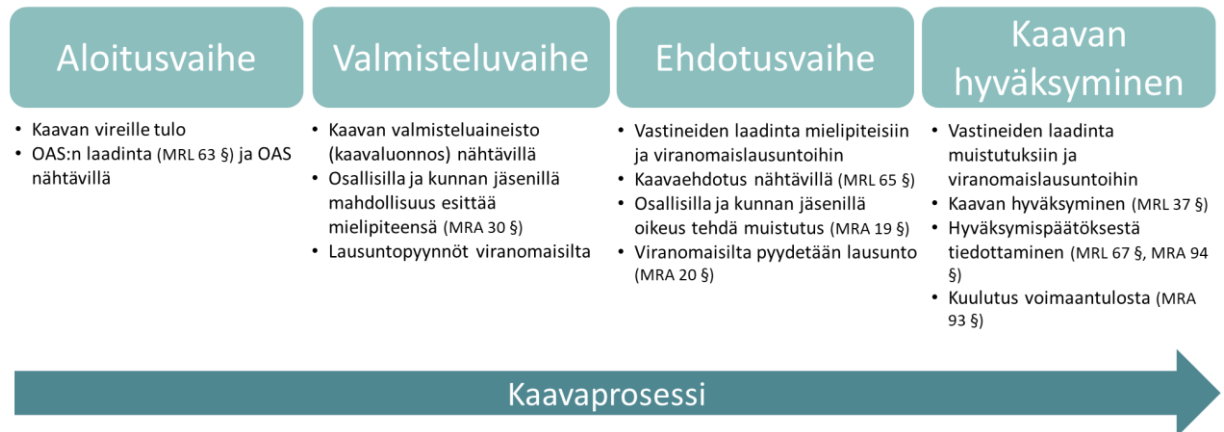 Aloitusvaihe
• Kaavan vireille tulo
• OAS:n laadinta (MRL 63 §) ja OAS
nähtävillä
Valmisteluvaihe
• Kaavan valmisteluaineisto
(kaavaluonnos) nähtävillä
• Osallisilla ja kunnan jäsenillä
mahdollisuus esittää
mielipiteensä (MRA 30 §)
• Lausuntopyynnöt viranomaisilta
Ehdotusvaihe
• Vastineiden laadinta mielipiteisiin
ja viranomaislausuntoihin
• Kaavaehdotus nähtävillä (MRL 65 §)
• Osallisilla ja kunnan jäsenillä
oikeus tehdä muistutus (MRA 19 §)
• Viranomaisilta pyydetään lausunto
(MRA 20 §)
Kaavan
hyväksyminen
• Vastineiden laadinta
muistutuksiin ja
viranomaislausuntoihin
• Kaavan hyväksyminen (MRL 37 §)
• Hyväksymispäätöksestä
tiedottaminen (MRL 67 §, MRA 94
§)
• Kuulutus voimaantulosta (MRA
93 §)
Kaavaprosessi